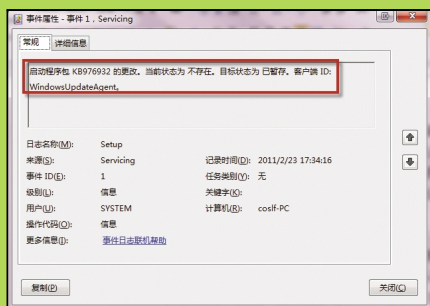 事件属性 - 事件 1，Servicing
常规 详细信息
启动程序包 KB976932 的更改。当前状态为 不存在。目标状态为 已暂存。客户端 ID:
WindowsUpdateAgent。
日志名称(M): Setup
来源(S): Servicing 记录时间(D): 2011/2/23 17:34:16
事件 ID(E): 1 任务类别(Y): 无
级别(L): 信息 关键字(K):
用户(U): SYSTEM 计算机(R): coslf-PC
操作代码(O): 信息
更多信息(I): 事件日志联机帮助
复制(P) 关闭(C)